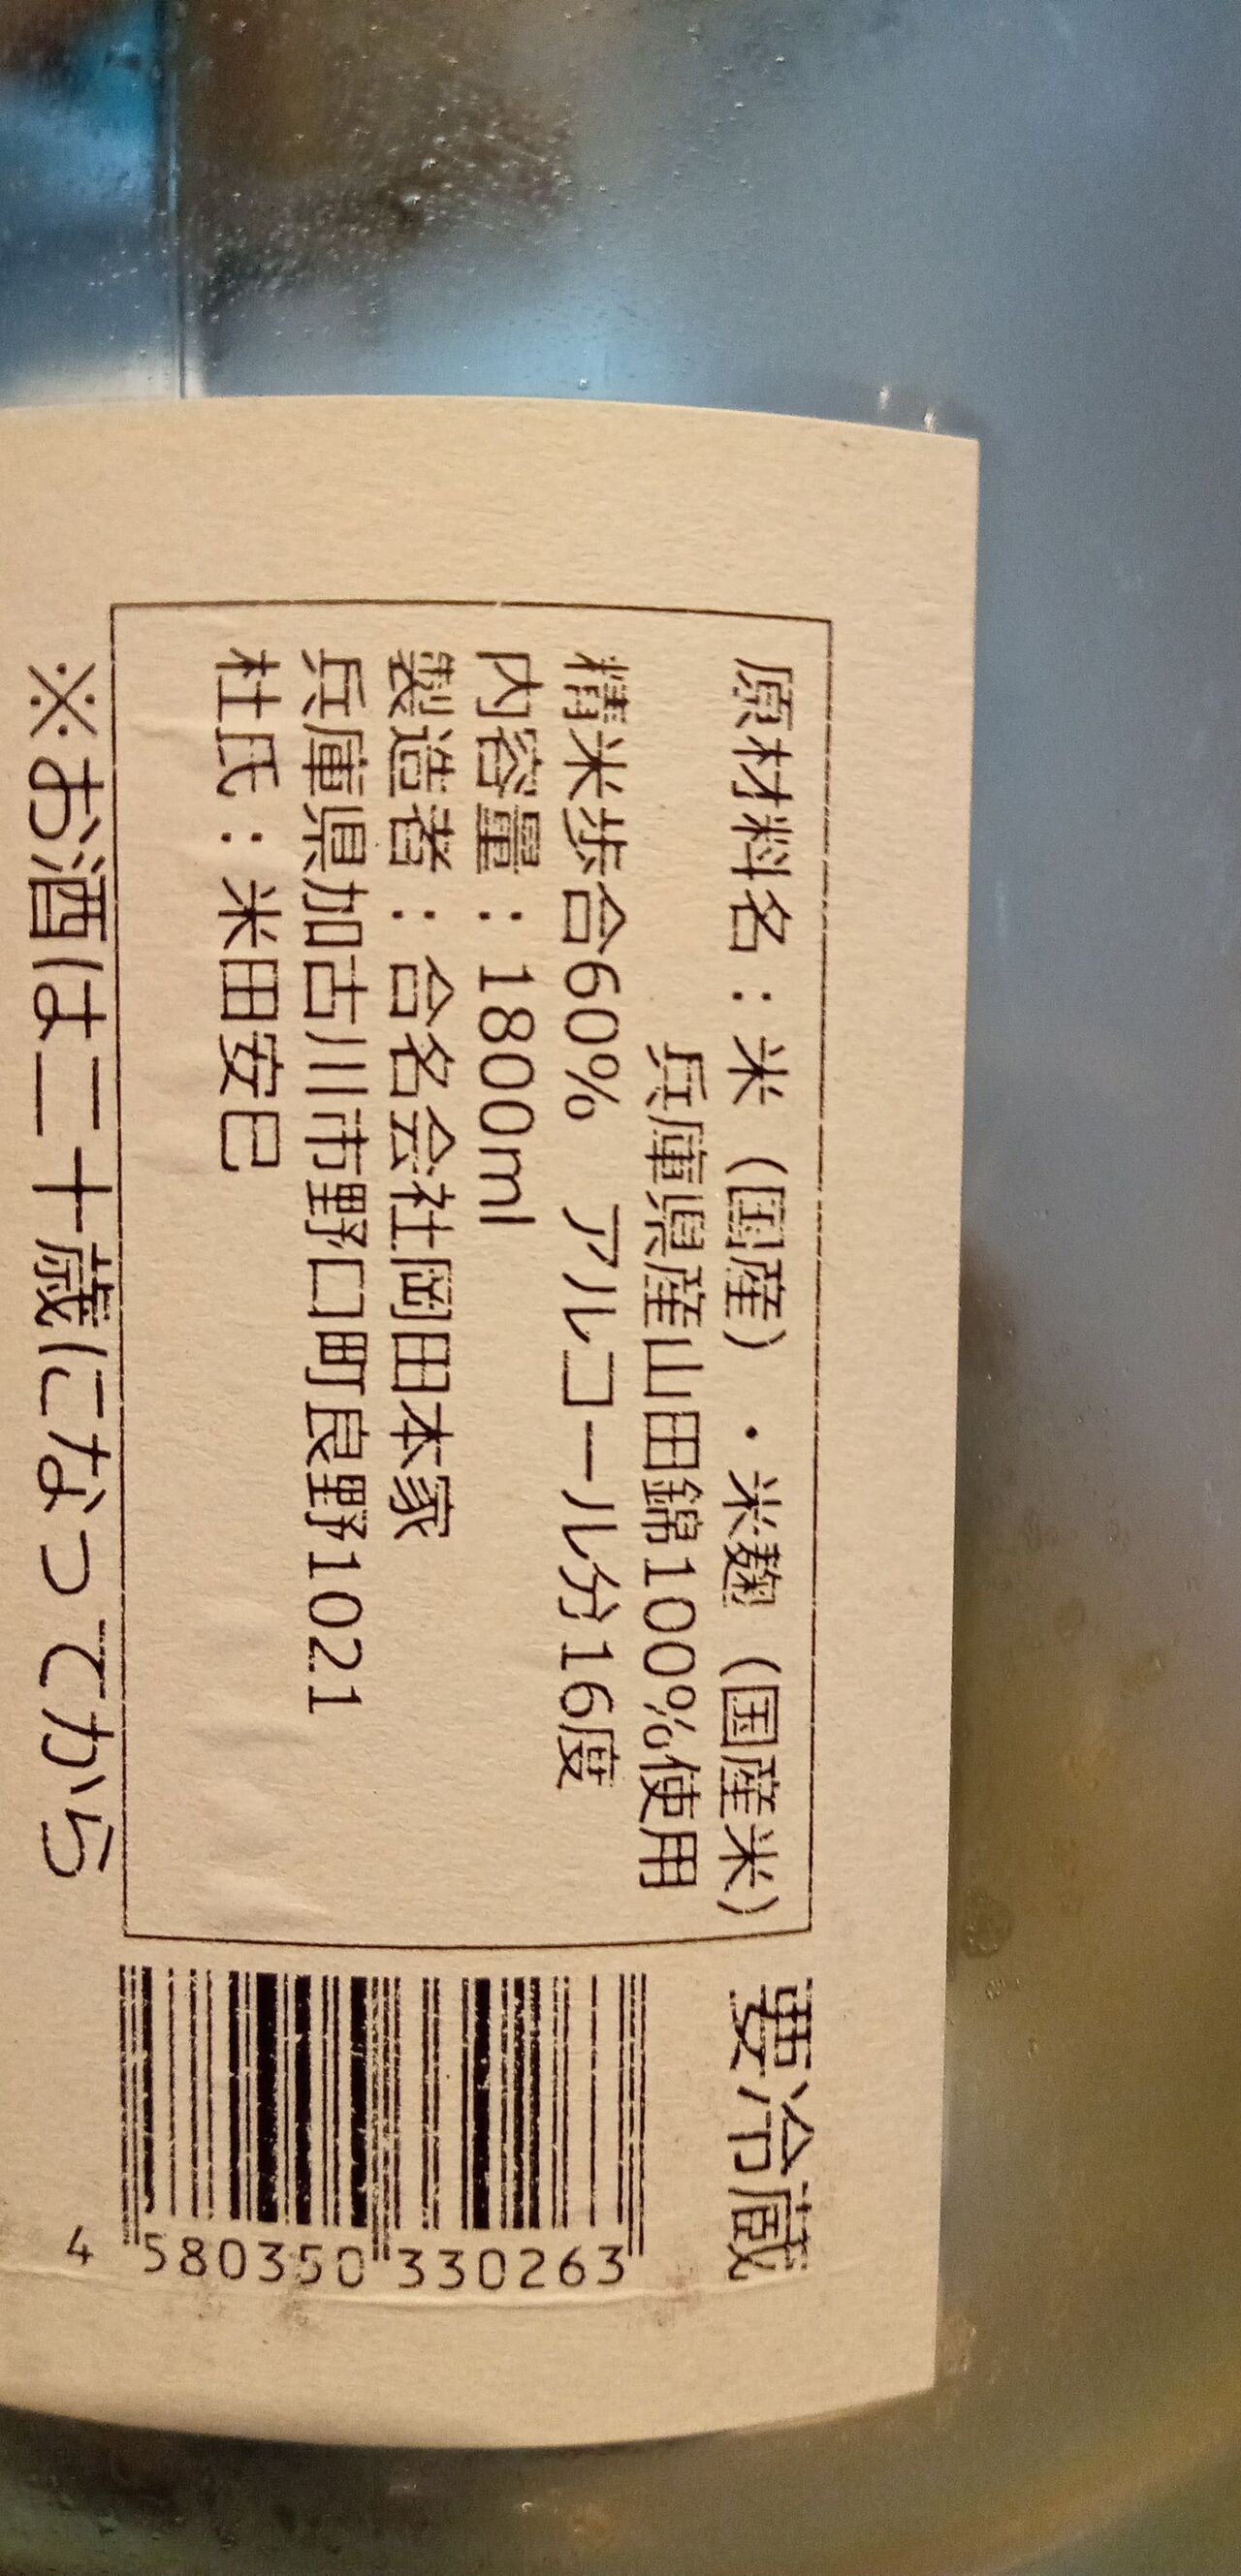 原材料名：米（国産）・米麹（国産米）
兵庫県産山田錦100%使用
精米歩合60%　アルコール分16度
内容量：1800ml
製造者：合名会社岡田本家
兵庫県加古川市野口町良野1021
杜氏：米田安巳
要冷蔵
4 580350 330263
※お酒は二十歳になってから